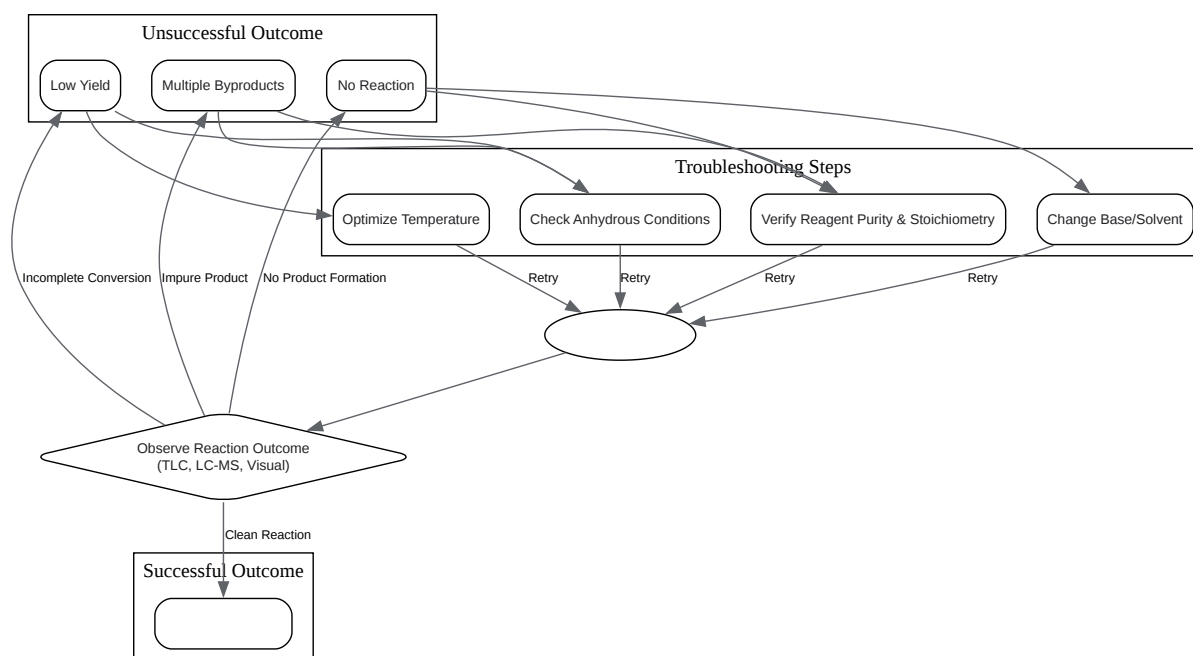 Unsuccessful Outcome
Low Yield
Multiple Byproducts
No Reaction
Troubleshooting Steps
Optimize Temperature
Check Anhydrous Conditions
Verify Reagent Purity & Stoichiometry
Change Base/Solvent
Incomplete Conversion
Impure Product
No Product Formation
Retry
Retry
Retry
Retry
Observe Reaction Outcome
(TLC, LC-MS, Visual)
Clean Reaction
Successful Outcome